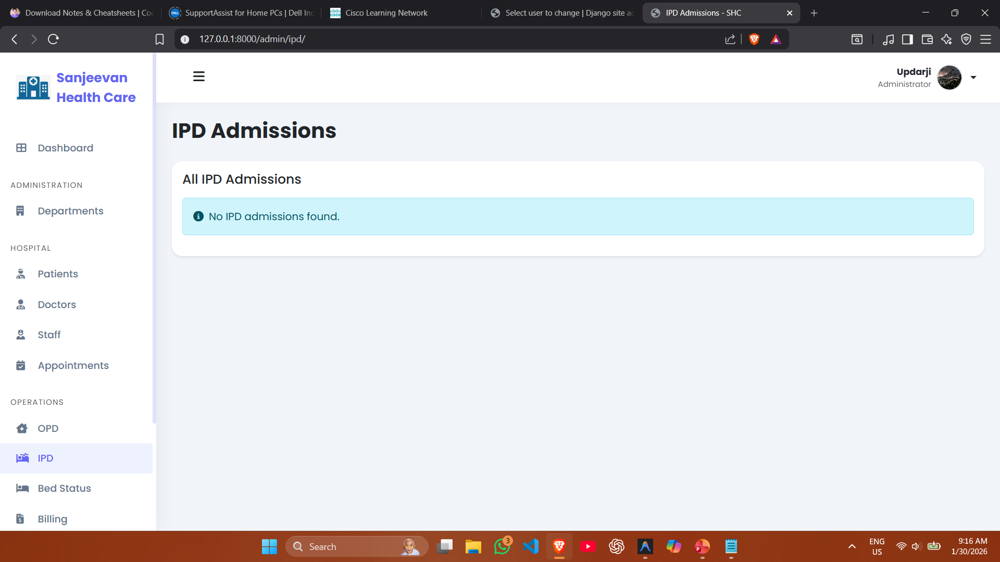 Download Notes & Cheatsheets | Co
SupportAssist for Home PCs | Dell In
Cisco Learning Network
Select user to change | Django site a
IPD Admissions - SHC
127.0.0.1:8000/admin/ipd/
Sanjeevan
Health Care
Updarji
Administrator
IPD Admissions
All IPD Admissions
No IPD admissions found.
Dashboard
ADMINISTRATION
Departments
HOSPITAL
Patients
Doctors
Staff
Appointments
OPERATIONS
OPD
IPD
Bed Status
Billing
Search
3
ENG
US
9:16 AM
1/30/2026